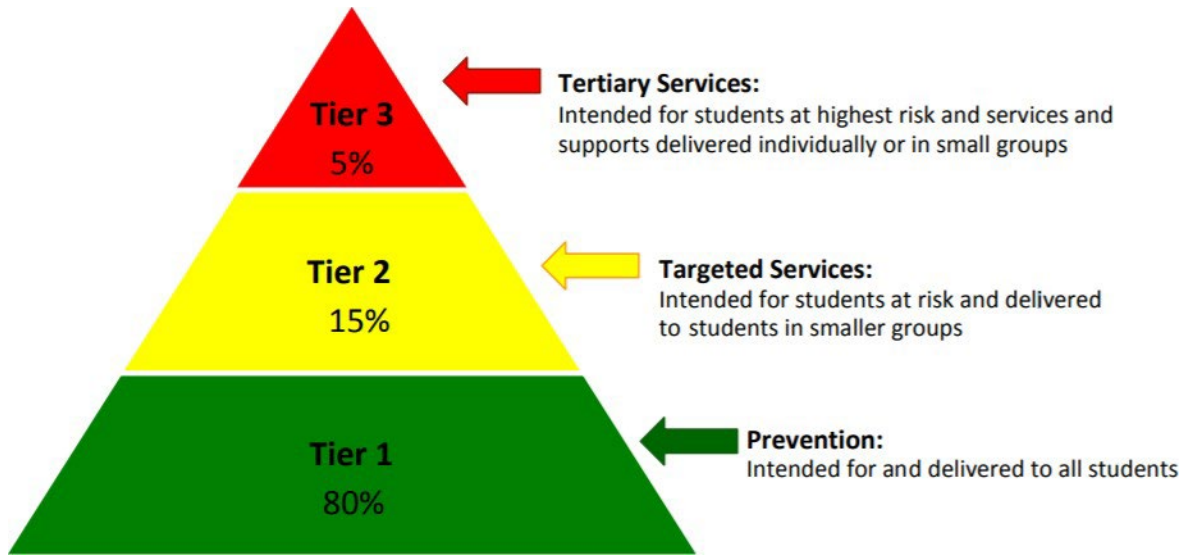 Tier 3
5%
Tertiary Services:
Intended for students at highest risk and services and
supports delivered individually or in small groups
Tier 2
15%
Targeted Services:
Intended for students at risk and delivered
to students in smaller groups
Tier 1
80%
Prevention:
Intended for and delivered to all students